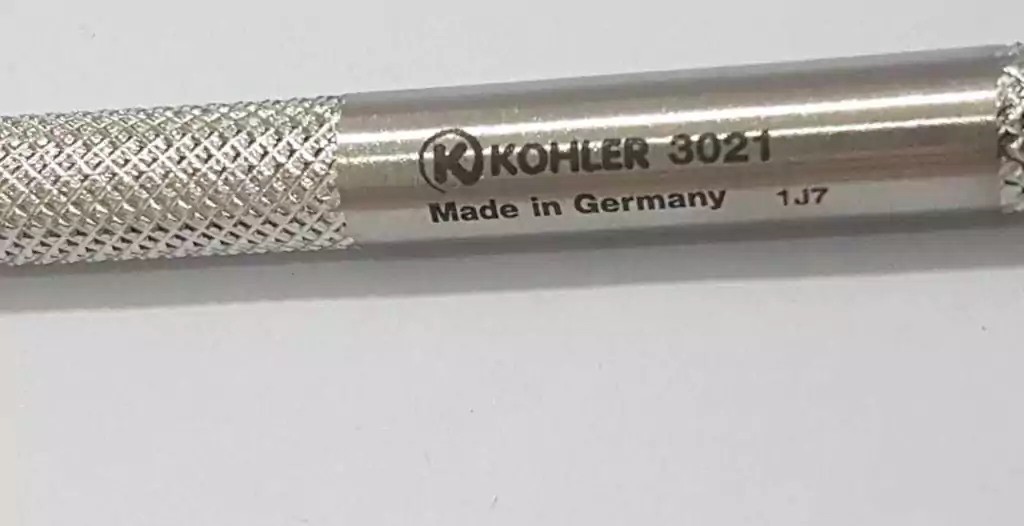 K KOHLER 3021
Made in Germany 1J7